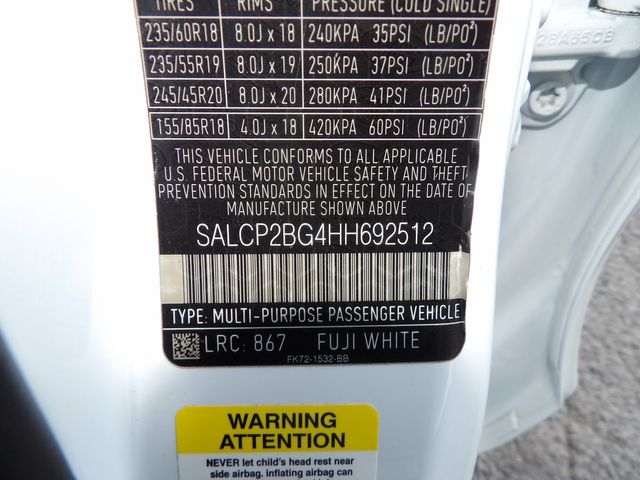 TIRES RIMS PRESSURE (COLD SINGLE)
235/60R18 8.0J x 18 240KPA 35PSI (LB/PO²)
235/55R19 8.0J x 19 250KPA 37PSI (LB/PO²)
245/45R20 8.0J x 20 280KPA 41PSI (LB/PO²)
155/85R18 4.0J x 18 420KPA 60PSI (LB/PO²)
THIS VEHICLE CONFORMS TO ALL APPLICABLE
U.S. FEDERAL MOTOR VEHICLE SAFETY AND THEFT
PREVENTION STANDARDS IN EFFECT ON THE DATE OF
MANUFACTURE SHOWN ABOVE
SALCP2BG4HH692512
TYPE: MULTI-PURPOSE PASSENGER VEHICLE
LRC: 867 FUJI WHITE
FK72-1532-BB
WARNING
ATTENTION
NEVER let child's head rest near
side airbag. inflating airbag can